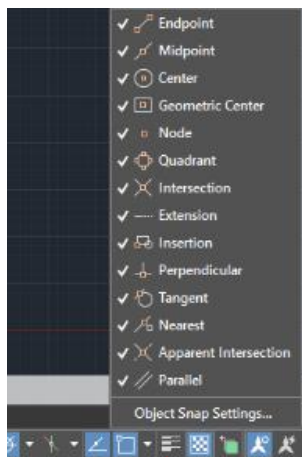 Endpoint
Midpoint
Center
Geometric Center
Node
Quadrant
Intersection
Extension
Insertion
Perpendicular
Tangent
Nearest
Apparent Intersection
Parallel
Object Snap Settings...